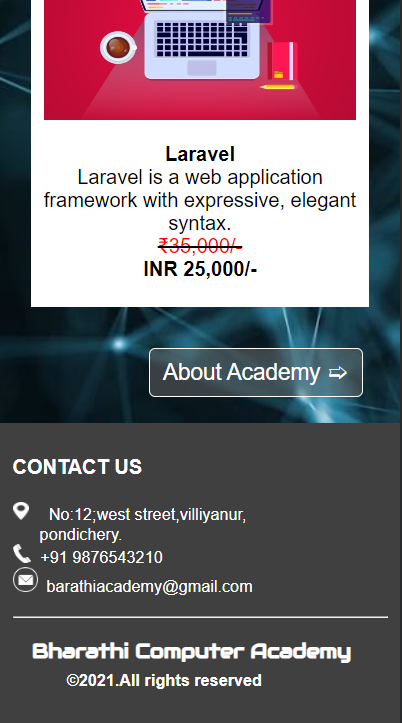 Laravel
Laravel is a web application
framework with expressive, elegant
syntax.
₹35,000/-
INR 25,000/-
About Academy ➯
CONTACT US
No:12;west street,villiyanur,
pondichery.
+91 9876543210
barathiacademy@gmail.com
Bharathi Computer Academy
©2021.All rights reserved